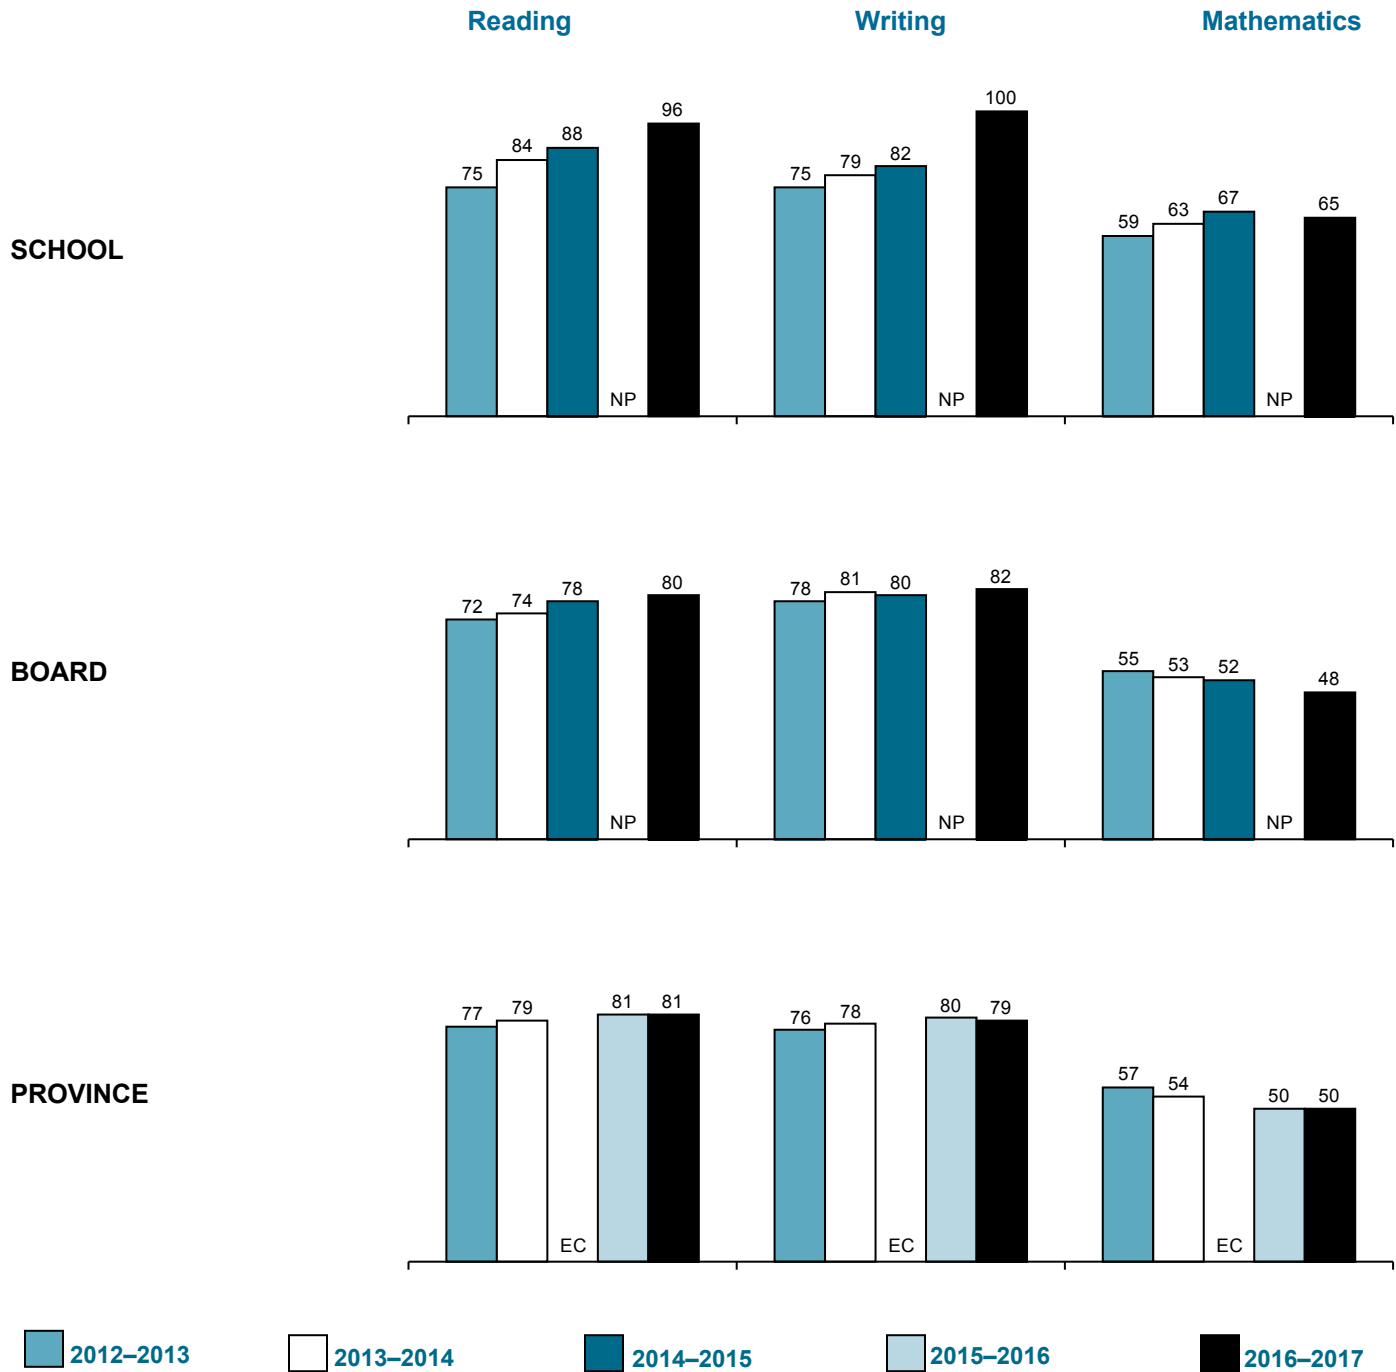 Reading Writing Mathematics
SCHOOL
75 84 88 NP 96
75 79 82 NP 100
59 63 67 NP 65
BOARD
72 74 78 NP 80
78 81 80 NP 82
55 53 52 NP 48
PROVINCE
77 79 EC 81 81
76 78 EC 80 79
57 54 EC 50 50
2012–2013 2013–2014 2014–2015 2015–2016 2016–2017